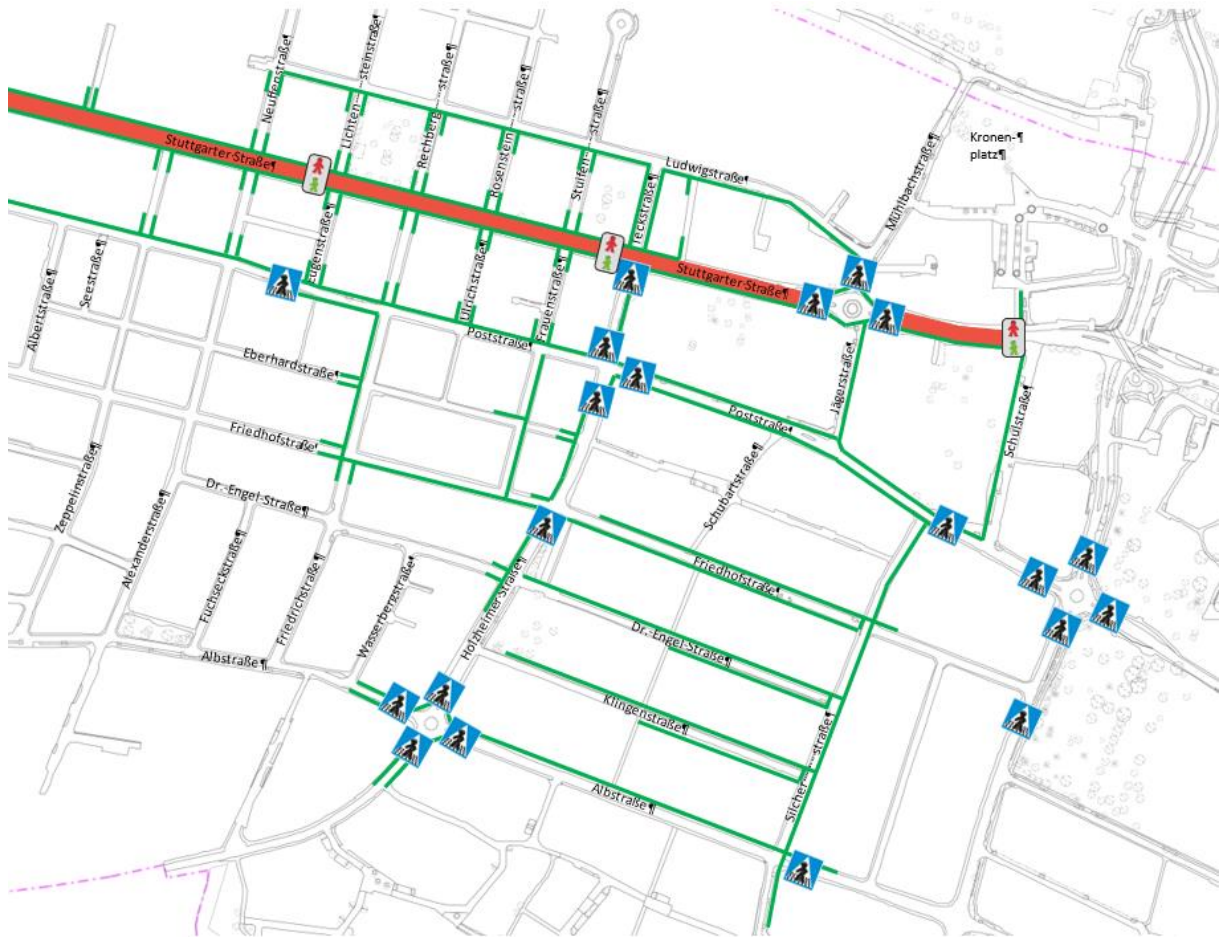 Neuffenstraße¶
Lichten-----steinstraße¶
Rechberg-----straße¶
Rosenstein-----straße¶
Stuifen-----straße¶
Ludwigstraße¶
Mühlbachstraße¶
Kronen-¶
platz¶
Stuttgarter·Straße¶
Teckstraße¶
Stuttgarter·Straße¶
Eugenstraße¶
Ulrichstraße¶
Frauenstraße¶
Albertstraße¶
Seestraße¶
Poststraße¶
Eberhardstraße¶
Jägerstraße¶
Poststraße¶
Schulstraße¶
Friedhofstraße¶
Schubartstraße¶
Zeppelinstraße¶
Dr.-Engel-Straße¶
Alexanderstraße¶
Fuchseckstraße¶
Friedrichstraße¶
Wasserbergstraße¶
Holzheimer·Straße¶
Friedhofstraße¶
Dr.-Engel-Straße¶
Albstraße¶
Klingenstraße¶
Silcher-----straße¶
Albstraße¶